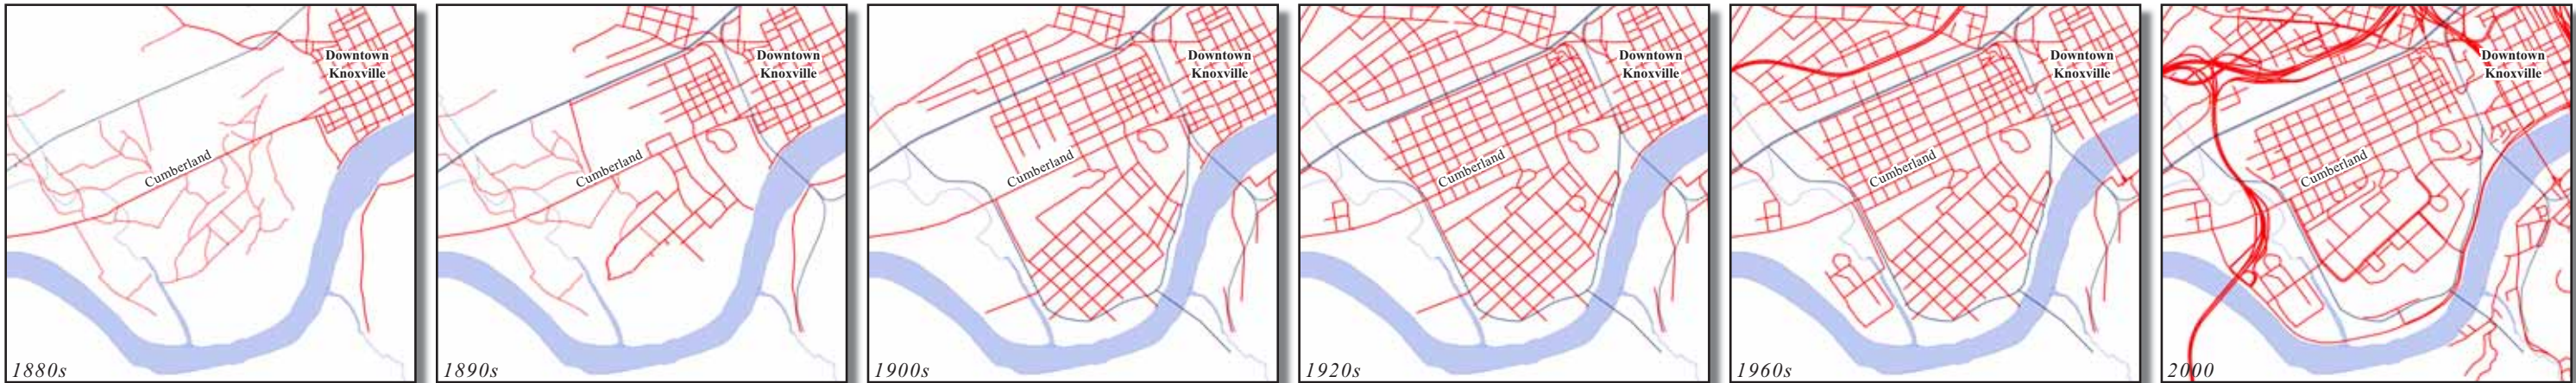 Downtown
Knoxville
Cumberland
1880s
Downtown
Knoxville
Cumberland
1890s
Downtown
Knoxville
Cumberland
1900s
Downtown
Knoxville
Cumberland
1920s
Downtown
Knoxville
Cumberland
1960s
Downtown
Knoxville
Cumberland
2000